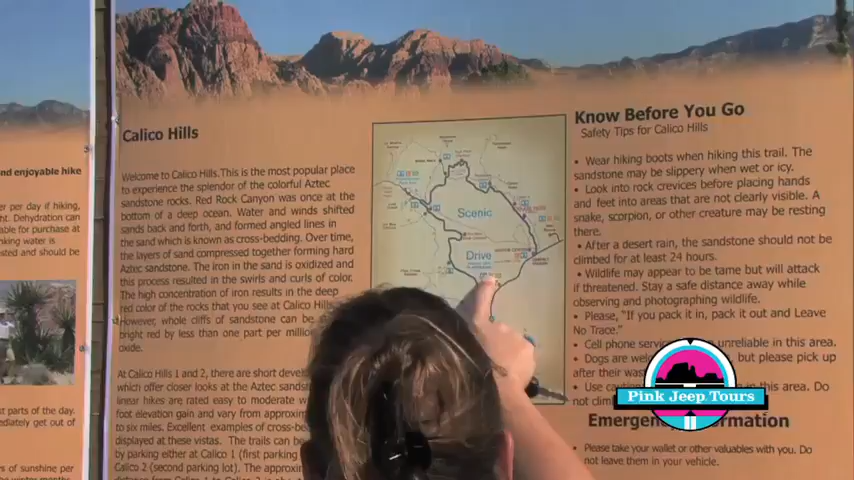 nd enjoyable hike
er per day if hiking,
ht. Dehydration can
able for purchase at
nking water is
sted and should be
st parts of the day.
ediately get out of
s of sunshine per
Calico Hills
Welcome to Calico Hills.This is the most popular place
to experience the splendor of the colorful Aztec
sandstone rocks. Red Rock Canyon was once at the
bottom of a deep ocean. Water and winds shifted
sands back and forth, and formed angled lines in
the sand which is known as cross-bedding. Over time,
the layers of sand compressed together forming hard
Aztec sandstone. The iron in the sand is oxidized and
this process resulted in the swirls and curls of color.
The high concentration of iron results in the deep
red color of the rocks that you see at Calico Hills.
However, whole cliffs of sandstone can be
bright red by less than one part per millio
oxide.
At Calico Hills 1 and 2, there are short devel
which offer closer looks at the Aztec sands
linear hikes are rated easy to moderate w
foot elevation gain and vary from approxim
to six miles. Excellent examples of cross-be
displayed at these vistas. The trails can be
by parking either at Calico 1 (first parking
Calico 2 (second parking lot). The approxim
Scenic
Drive
Know Before You Go
Safety Tips for Calico Hills
• Wear hiking boots when hiking this trail. The
sandstone may be slippery when wet or icy.
• Look into rock crevices before placing hands
and feet into areas that are not clearly visible. A
snake, scorpion, or other creature may be resting
there.
• After a desert rain, the sandstone should not be
climbed for at least 24 hours.
• Wildlife may appear to be tame but will attack
if threatened. Stay a safe distance away while
observing and photographing wildlife.
• Please, "If you pack it in, pack it out and Leave
No Trace."
• Cell phone servic unreliable in this area.
• Dogs are welc , but please pick up
after their was
• Use cau in this area. Do
not clim
Pink Jeep Tours
Emergen rmation
• Please take your wallet or other valuables with you. Do
not leave them in your vehicle.